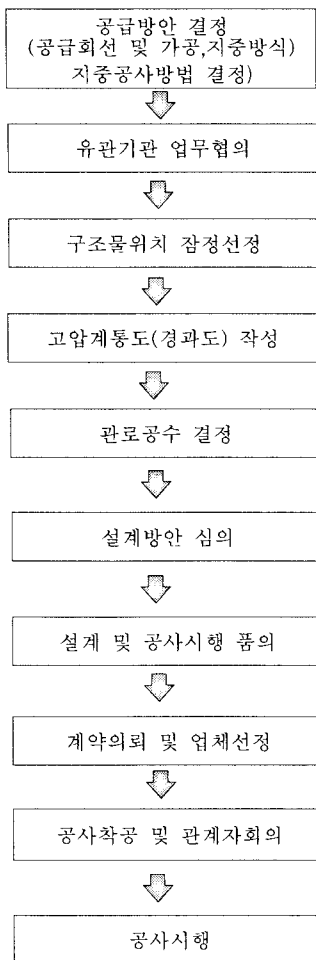 공급방안 결정
(공급회선 및 가공,지중방식)
지중공사방법 결정)
유관기관 업무협의
구조물위치 잠정선정
고압계통도(경과도) 작성
관로공수 결정
설계방안 심의
설계 및 공사시행 품의
계약의뢰 및 업체선정
공사착공 및 관계자회의
공사시행